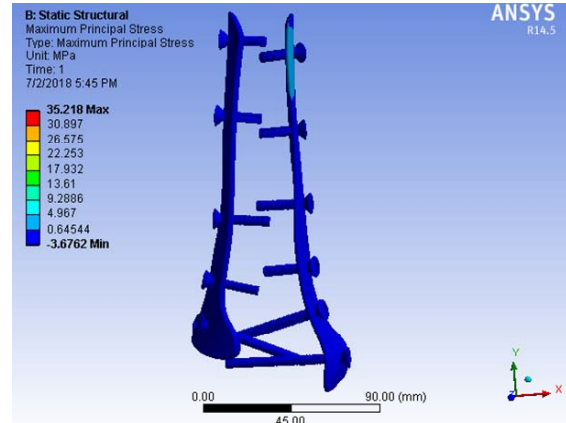 B: Static Structural
Maximum Principal Stress
Type: Maximum Principal Stress
Unit: MPa
Time: 1
7/2/2018 5:45 PM
35.218 Max
30.897
26.575
22.253
17.932
13.61
9.2886
4.967
0.64544
-3.6762 Min
ANSYS
R14.5
0.00
90.00 (mm)
45.00
Y
X